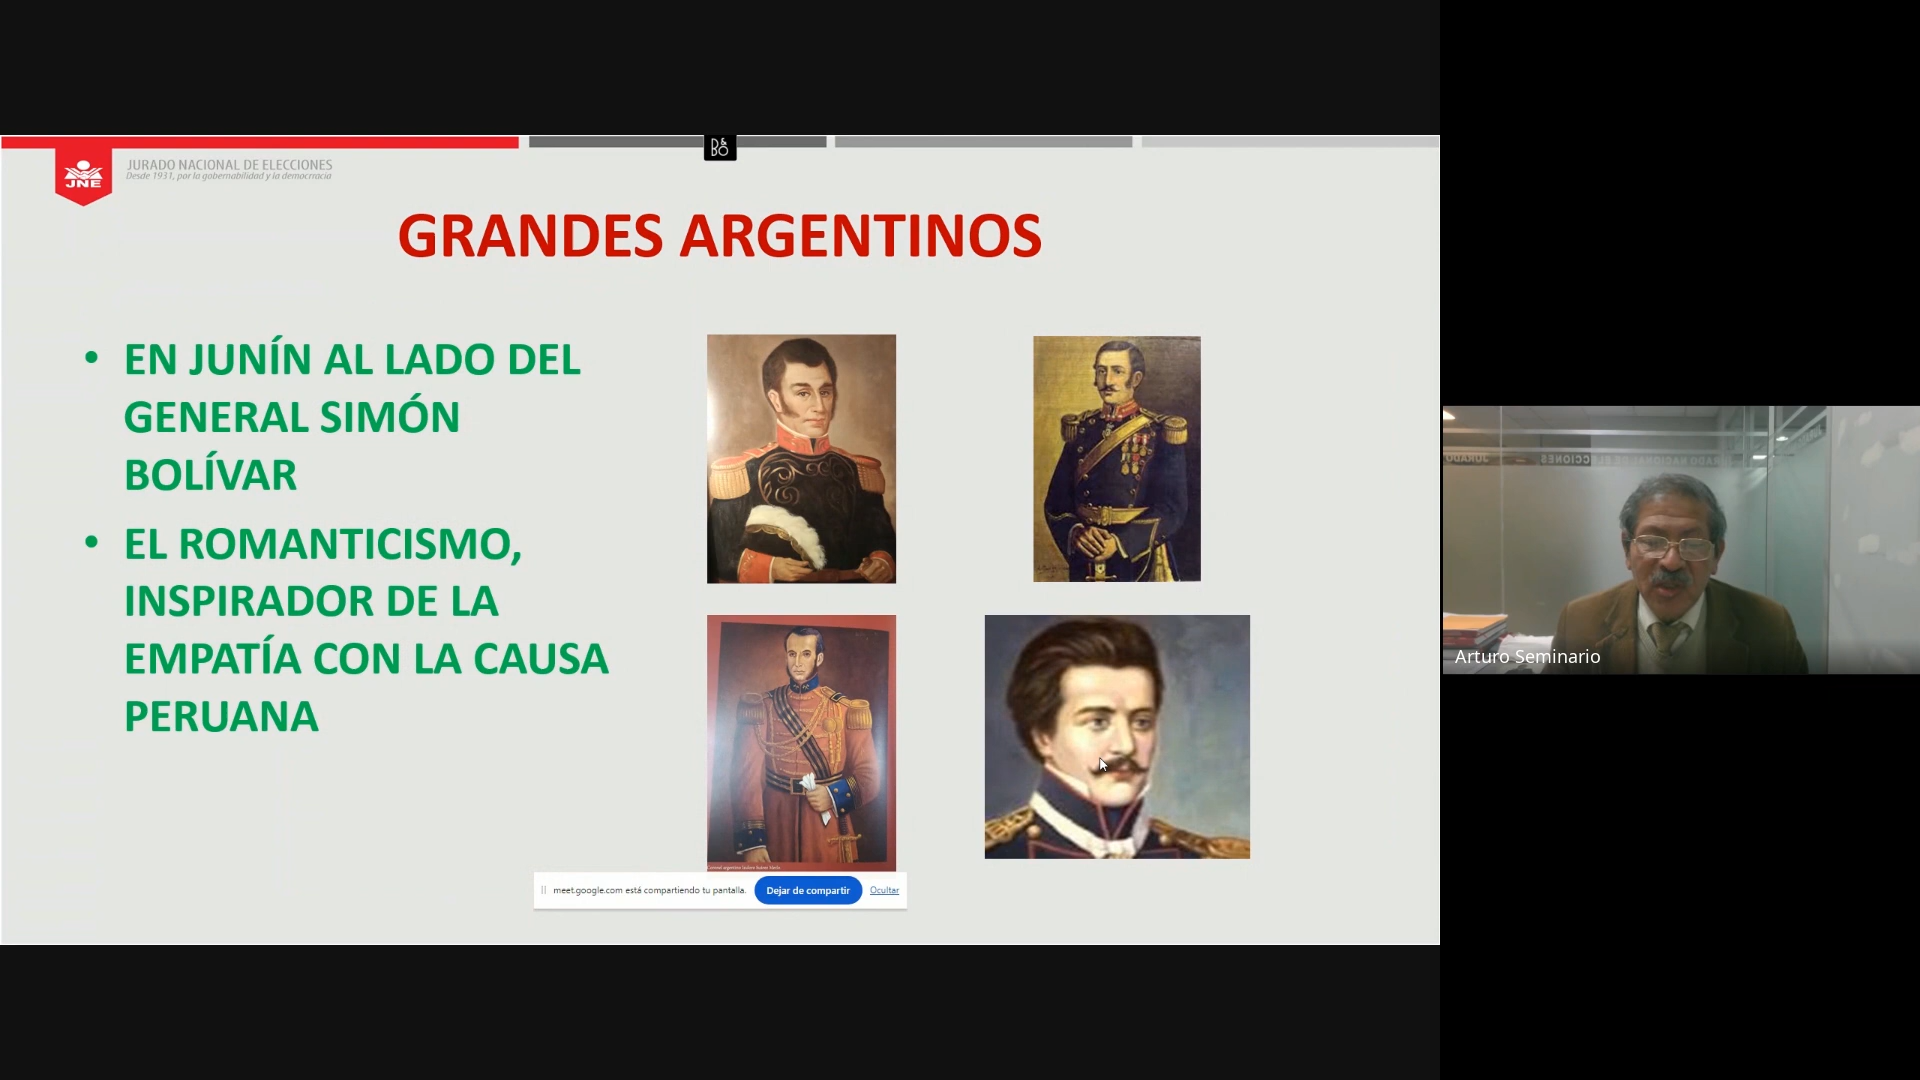 B&O
JURADO NACIONAL DE ELECCIONES
Desde 1931, por la gobernabilidad y la democracia
JNE
GRANDES ARGENTINOS
• EN JUNÍN AL LADO DEL
GENERAL SIMÓN
BOLÍVAR
• EL ROMANTICISMO,
INSPIRADOR DE LA
EMPATÍA CON LA CAUSA
PERUANA
meet.google.com está compartiendo tu pantalla.
Dejar de compartir
Ocultar
Arturo Seminario